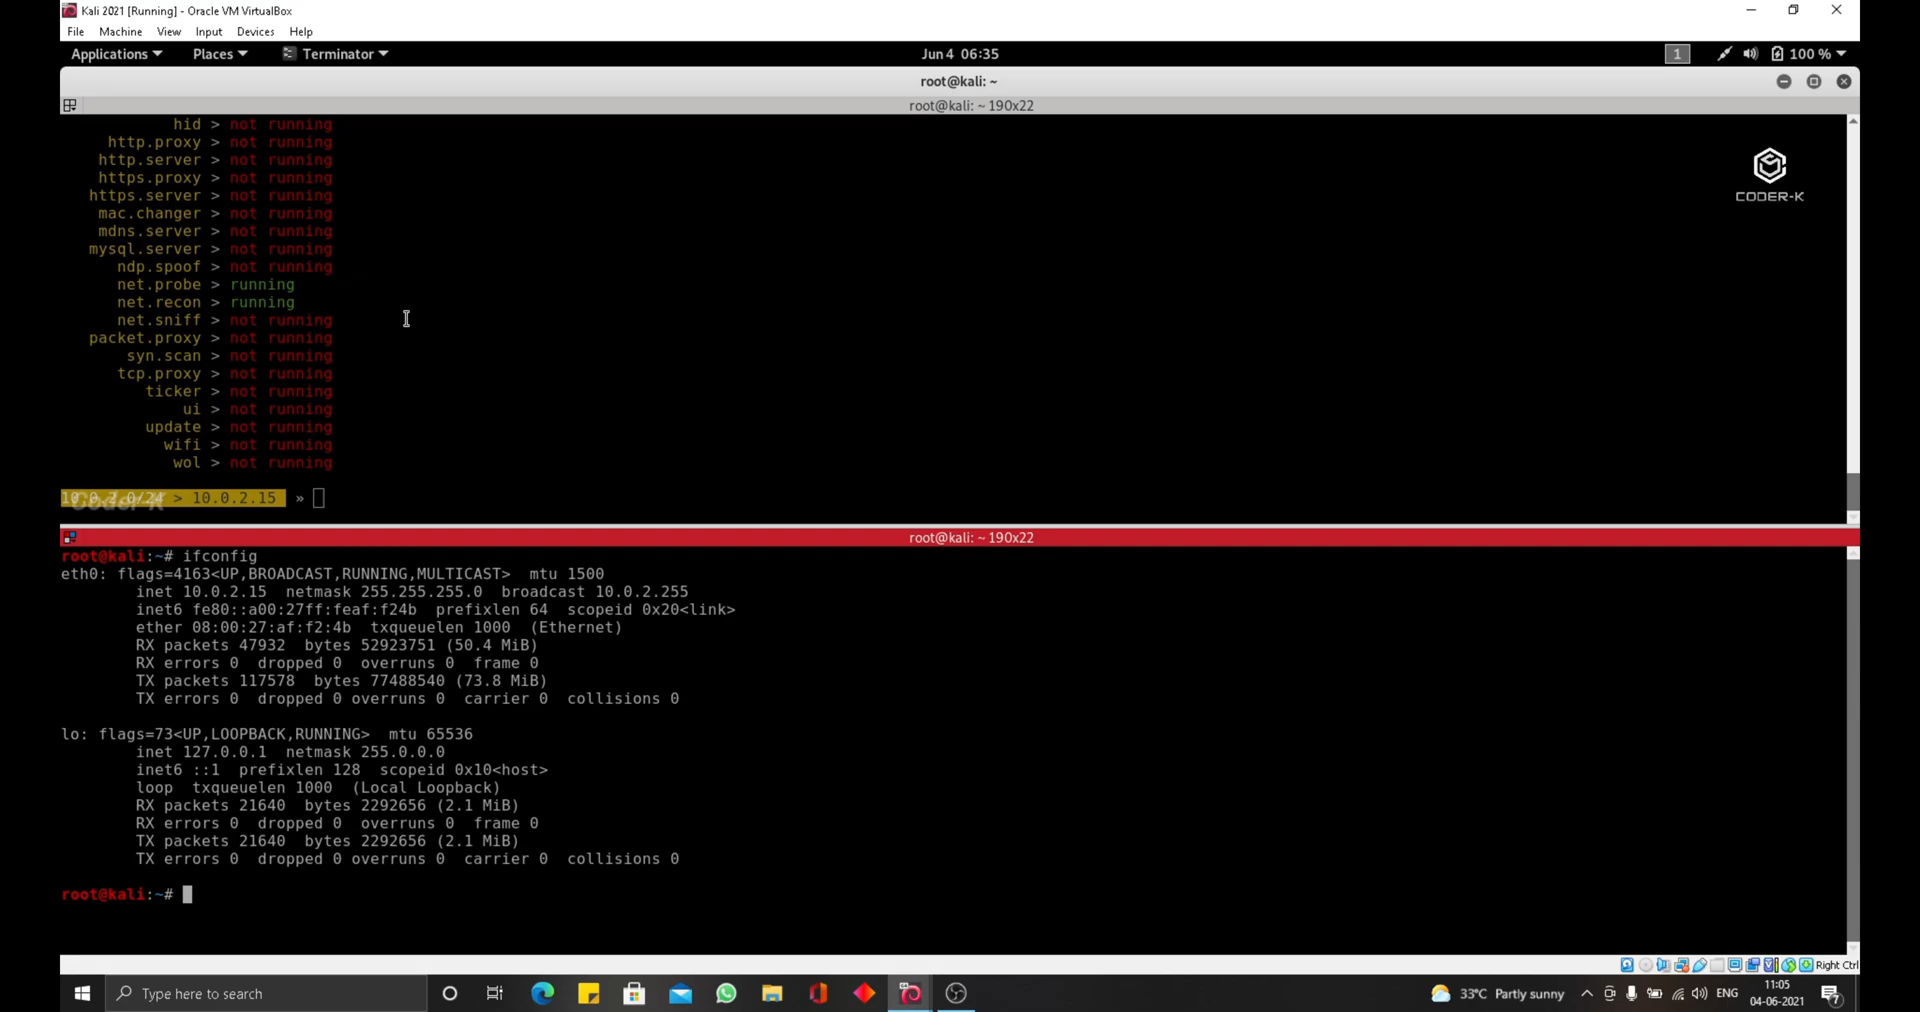 Kali 2021 [Running] - Oracle VM VirtualBox
File Machine View Input Devices Help
Applications Places Terminator Jun 4 06:35 1 100 %
root@kali: ~
root@kali: ~ 190x22
hid > not running
http.proxy > not running
http.server > not running
https.proxy > not running
https.server > not running
mac.changer > not running
mdns.server > not running
mysql.server > not running
ndp.spoof > not running
net.probe > running
net.recon > running
net.sniff > not running
packet.proxy > not running
syn.scan > not running
tcp.proxy > not running
ticker > not running
ui > not running
update > not running
wifi > not running
wol > not running
CODER-K
10.0.2.0/24 > 10.0.2.15 »
Coder-K
root@kali: ~ 190x22
root@kali:~# ifconfig
eth0: flags=4163<UP,BROADCAST,RUNNING,MULTICAST> mtu 1500
inet 10.0.2.15 netmask 255.255.255.0 broadcast 10.0.2.255
inet6 fe80::a00:27ff:feaf:f24b prefixlen 64 scopeid 0x20<link>
ether 08:00:27:af:f2:4b txqueuelen 1000 (Ethernet)
RX packets 47932 bytes 52923751 (50.4 MiB)
RX errors 0 dropped 0 overruns 0 frame 0
TX packets 117578 bytes 77488540 (73.8 MiB)
TX errors 0 dropped 0 overruns 0 carrier 0 collisions 0
lo: flags=73<UP,LOOPBACK,RUNNING> mtu 65536
inet 127.0.0.1 netmask 255.0.0.0
inet6 ::1 prefixlen 128 scopeid 0x10<host>
loop txqueuelen 1000 (Local Loopback)
RX packets 21640 bytes 2292656 (2.1 MiB)
RX errors 0 dropped 0 overruns 0 frame 0
TX packets 21640 bytes 2292656 (2.1 MiB)
TX errors 0 dropped 0 overruns 0 carrier 0 collisions 0
root@kali:~#
Right Ctrl
Type here to search 33°C Partly sunny ENG 11:05
04-06-2021 7